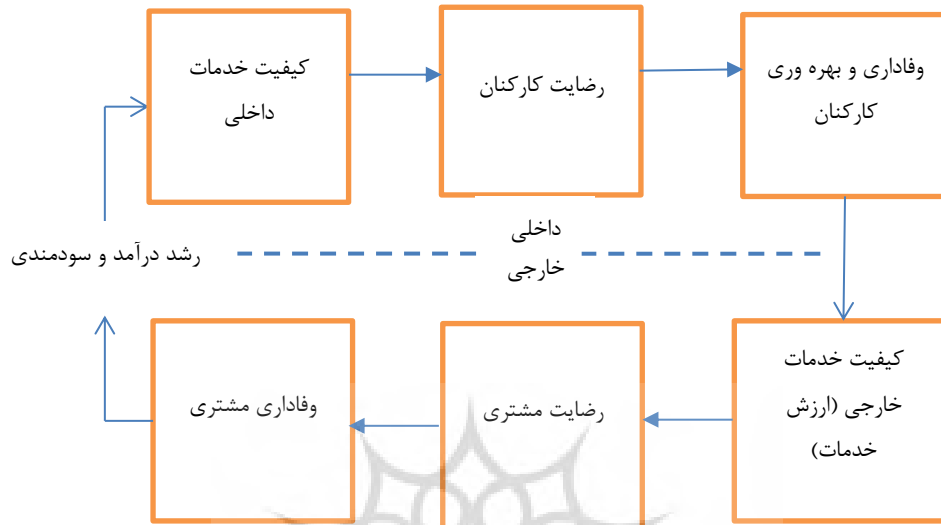 کیفیت خدمات
داخلی
رضایت کارکنان
وفاداری و بهره وری
کارکنان
داخلی
خارجی
رشد درآمد و سودمندی
کیفیت خدمات
خارجی (ارزش
خدمات)
رضایت مشتری
وفاداری مشتری